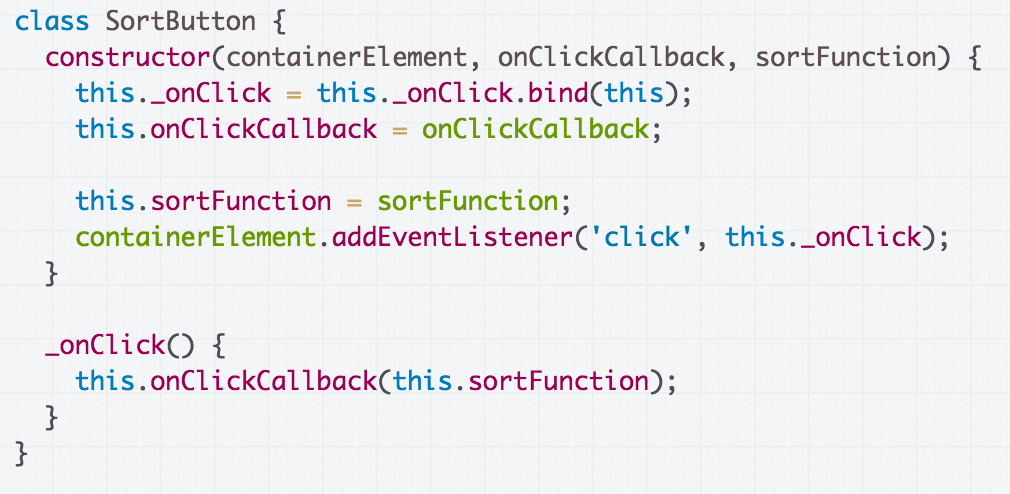 class SortButton {
  constructor(containerElement, onClickCallback, sortFunction) {
    this._onClick = this._onClick.bind(this);
    this.onClickCallback = onClickCallback;

    this.sortFunction = sortFunction;
    containerElement.addEventListener('click', this._onClick);
  }

  _onClick() {
    this.onClickCallback(this.sortFunction);
  }
}